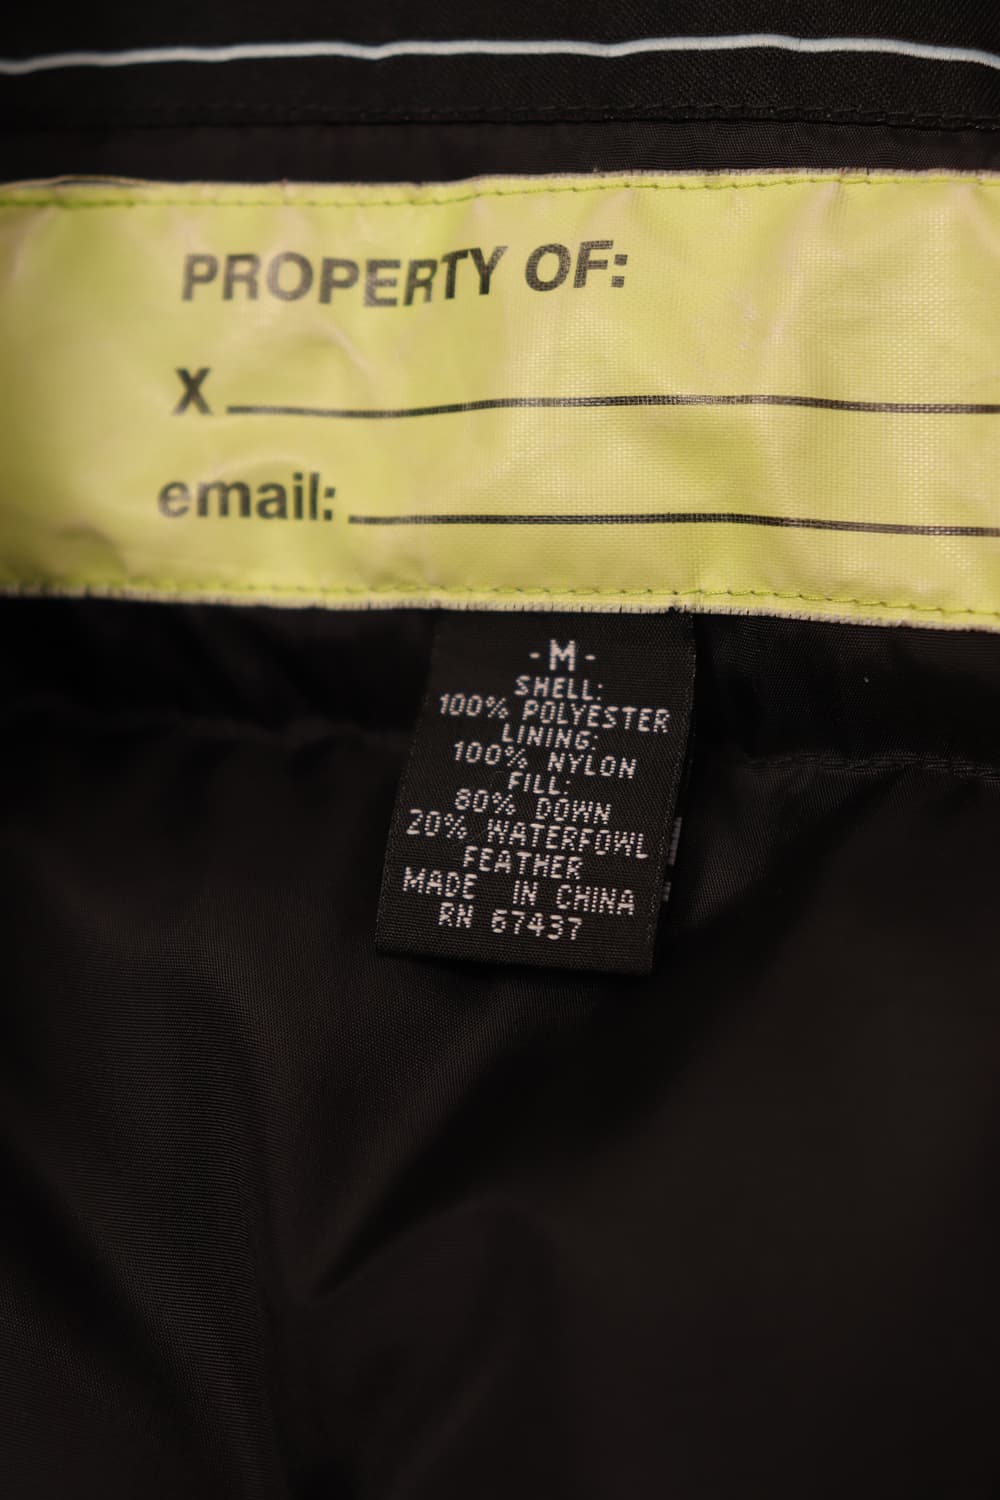 PROPERTY OF:
X
email:
- M -
SHELL:
100% POLYESTER
LINING:
100% NYLON
FILL:
80% DOWN
20% WATERFOWL
FEATHER
MADE IN CHINA
RN 67437